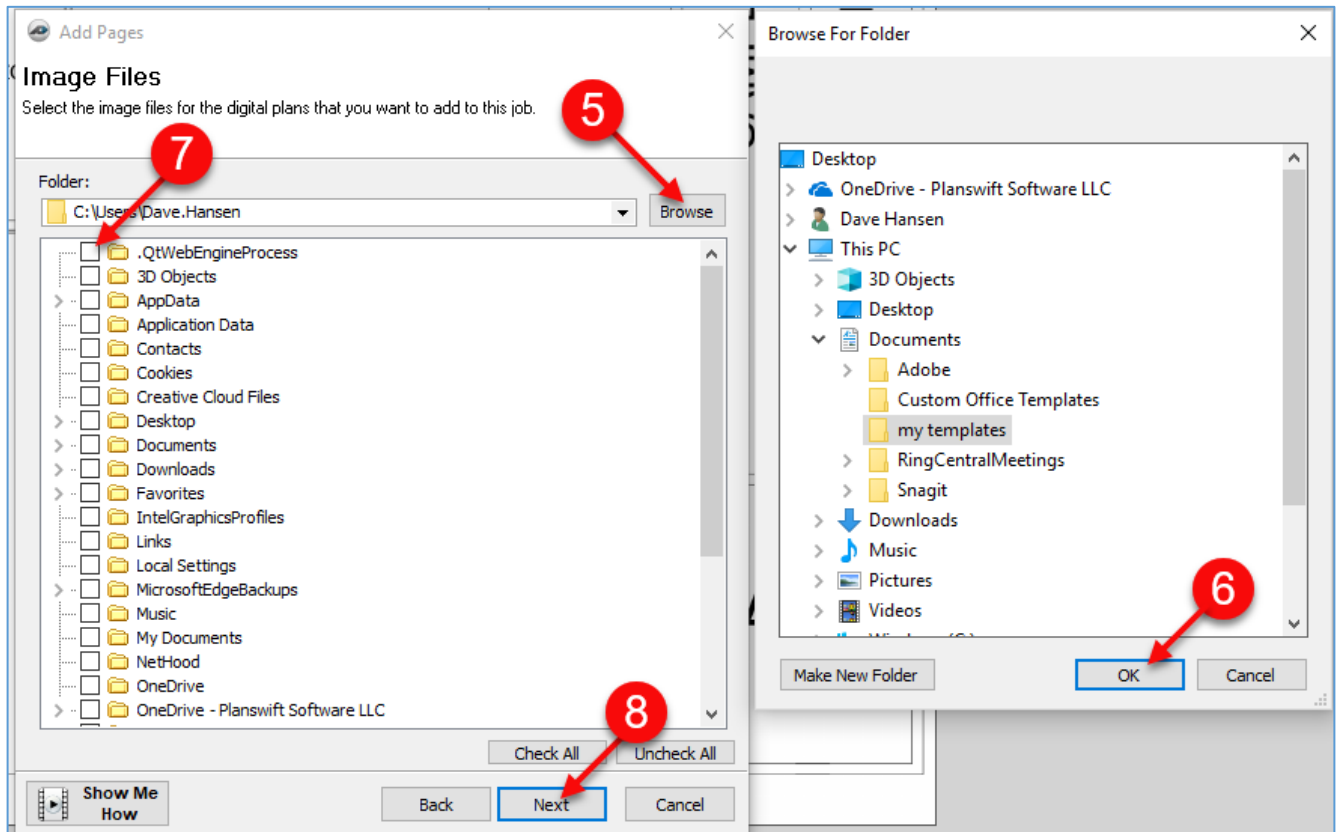 Add Pages
Image Files
Select the image files for the digital plans that you want to add to this job.
5
7
Folder:
C:\Users\Dave.Hansen
Browse
.QtWebEngineProcess
3D Objects
AppData
Application Data
Contacts
Cookies
Creative Cloud Files
Desktop
Documents
Downloads
Favorites
IntelGraphicsProfiles
Links
Local Settings
MicrosoftEdgeBackups
Music
My Documents
NetHood
OneDrive
OneDrive - Planswift Software LLC
8
Check All
Uncheck All
Show Me
How
Back
Next
Cancel
Browse For Folder
Desktop
OneDrive - Planswift Software LLC
Dave Hansen
This PC
3D Objects
Desktop
Documents
Adobe
Custom Office Templates
my templates
RingCentralMeetings
Snagit
Downloads
Music
Pictures
Videos
6
Make New Folder
OK
Cancel